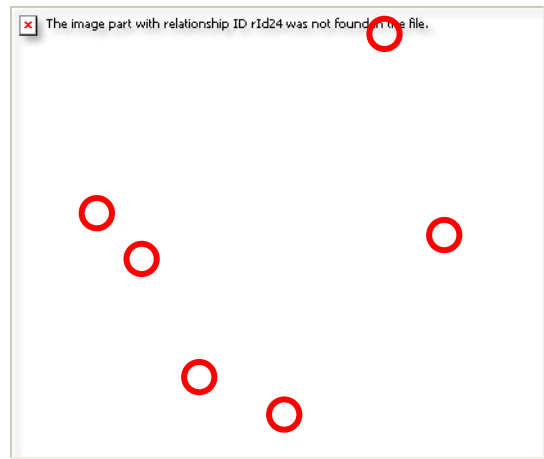 The image part with relationship ID rId24 was not found in the file.